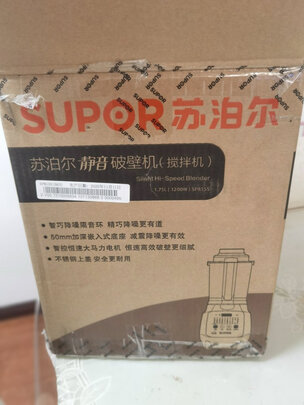 SUPOR 苏泊尔
苏泊尔 静音 破壁机(搅拌机)
Silent Hi-Speed Blender
1.75L | 1200W | SP815S
• 智巧降噪隔音环 精巧降噪更有道
• 50mm加深嵌入式底座 减震降噪更有效
• 智控恒速大马力电机 恒速高效破壁更细腻
• 不锈钢上盖 安全更耐用